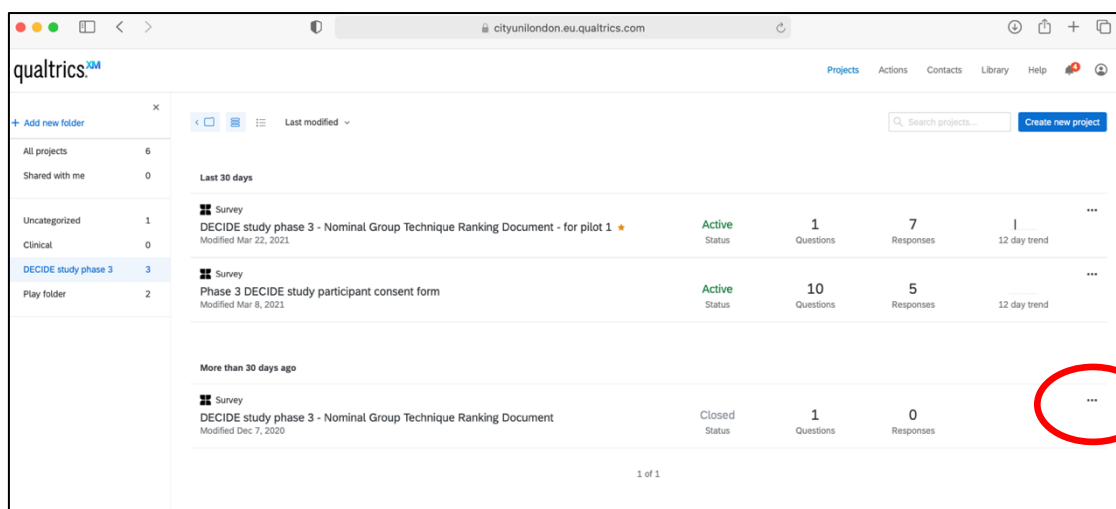 cityunilondon.eu.qualtrics.com
qualtrics.XM
Projects Actions Contacts Library Help 4
+ Add new folder
Last modified
Search projects...
Create new project
All projects 6
Shared with me 0
Last 30 days
Uncategorized 1
Clinical 0
DECIDE study phase 3 3
Play folder 2
Survey
DECIDE study phase 3 - Nominal Group Technique Ranking Document - for pilot 1
Modified Mar 22, 2021
Active 1 7
Status Questions Responses 12 day trend
Survey
Phase 3 DECIDE study participant consent form
Modified Mar 8, 2021
Active 10 5
Status Questions Responses 12 day trend
More than 30 days ago
Survey
DECIDE study phase 3 - Nominal Group Technique Ranking Document
Modified Dec 7, 2020
Closed 1 0
Status Questions Responses
1 of 1